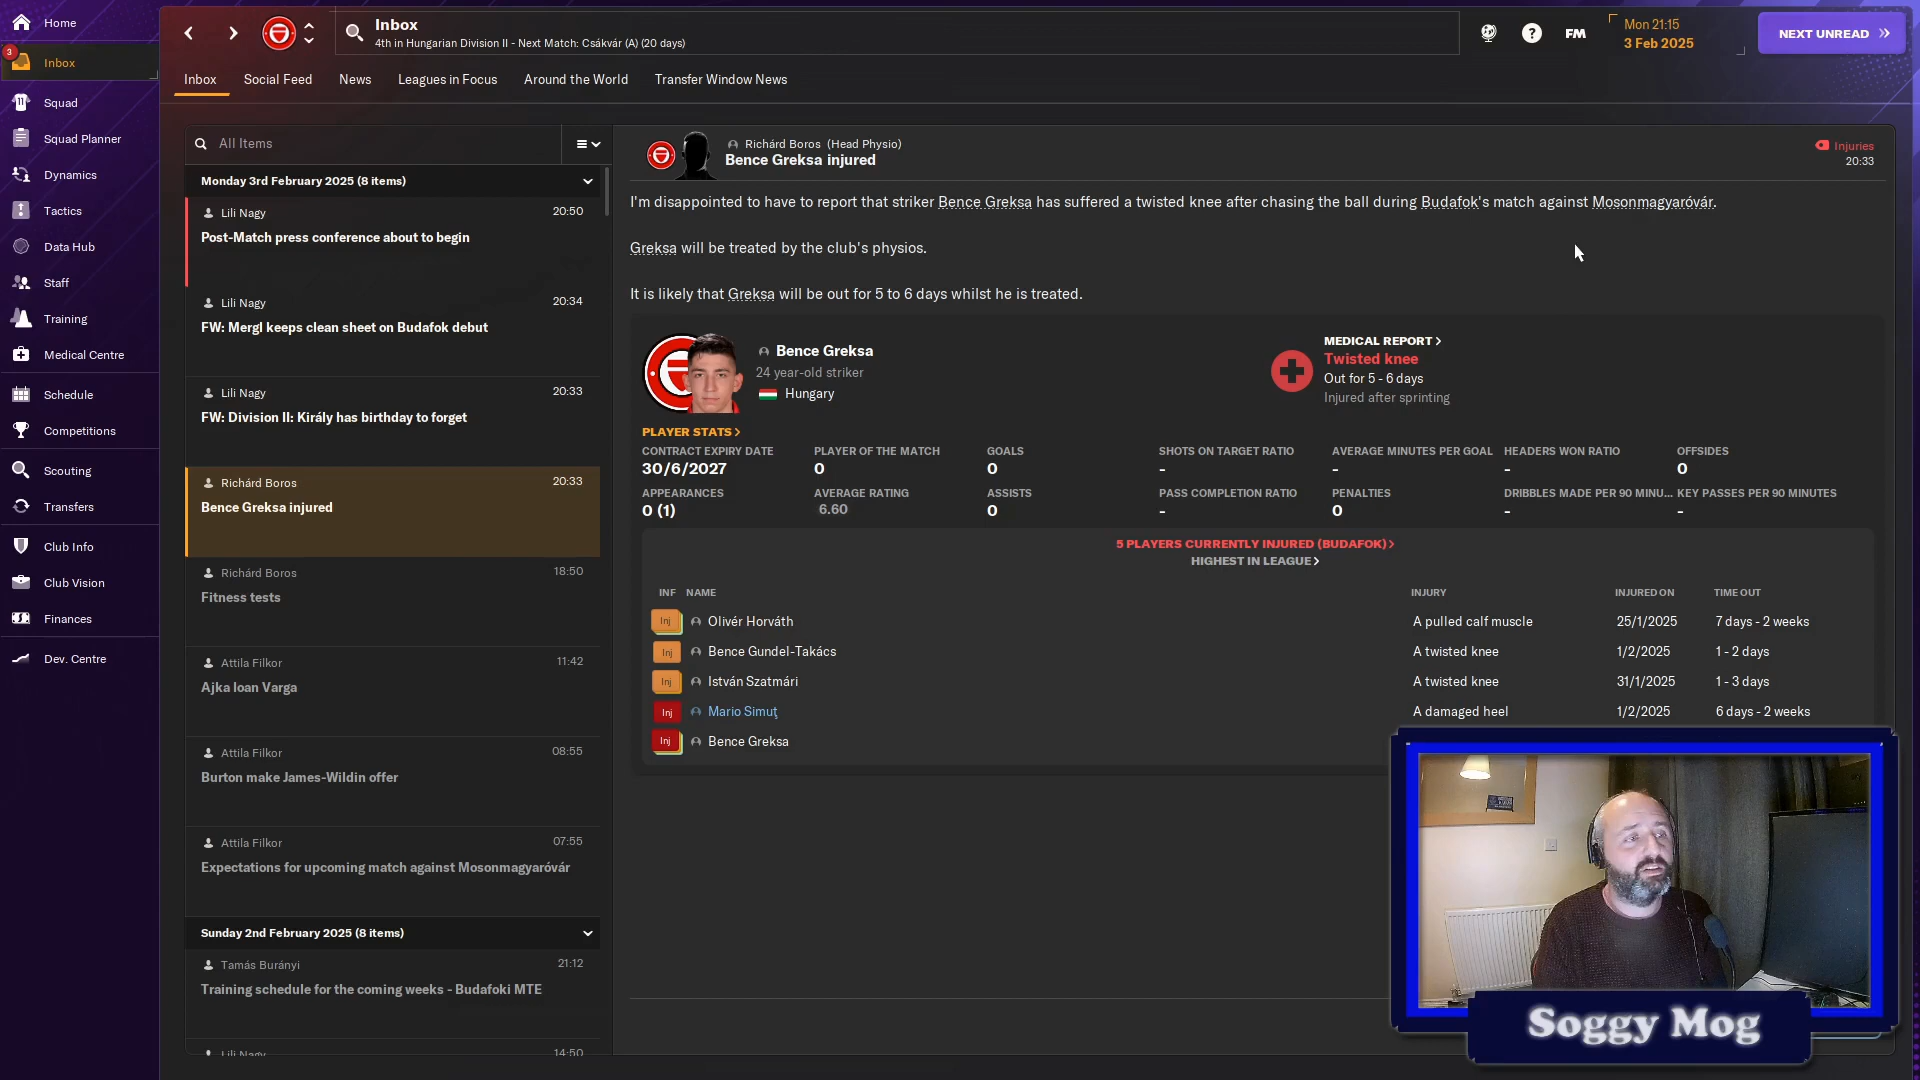 Home
3
Inbox
Squad
Squad Planner
Dynamics
Tactics
Data Hub
Staff
Training
Medical Centre
Schedule
Competitions
Scouting
Transfers
Club Info
Club Vision
Finances
Dev. Centre
Inbox
4th in Hungarian Division II - Next Match: Csákvár (A) (20 days)
FM
Mon 21:15
3 Feb 2025
NEXT UNREAD
Inbox Social Feed News Leagues in Focus Around the World Transfer Window News
All Items
Monday 3rd February 2025 (8 items)
Lili Nagy 20:50
Post-Match press conference about to begin
Lili Nagy 20:34
FW: Mergl keeps clean sheet on Budafok debut
Lili Nagy 20:33
FW: Division II: Király has birthday to forget
Richárd Boros 20:33
Bence Greksa injured
Richárd Boros 18:50
Fitness tests
Attila Filkor 11:42
Ajka loan Varga
Attila Filkor 08:55
Burton make James-Wildin offer
Attila Filkor 07:55
Expectations for upcoming match against Mosonmagyaróvár
Sunday 2nd February 2025 (8 items)
Tamás Burányi 21:12
Training schedule for the coming weeks - Budafoki MTE
Lili Nagy 14:50
Richárd Boros (Head Physio)
Bence Greksa injured
Injuries
20:33
I'm disappointed to have to report that striker Bence Greksa has suffered a twisted knee after chasing the ball during Budafok's match against Mosonmagyaróvár.
Greksa will be treated by the club's physios.
It is likely that Greksa will be out for 5 to 6 days whilst he is treated.
Bence Greksa
24 year-old striker
Hungary
MEDICAL REPORT >
Twisted knee
Out for 5 - 6 days
Injured after sprinting
PLAYER STATS >
CONTRACT EXPIRY DATE PLAYER OF THE MATCH GOALS SHOTS ON TARGET RATIO AVERAGE MINUTES PER GOAL HEADERS WON RATIO OFFSIDES
30/6/2027 0 0 - - - 0
APPEARANCES AVERAGE RATING ASSISTS PASS COMPLETION RATIO PENALTIES DRIBBLES MADE PER 90 MINU... KEY PASSES PER 90 MINUTES
0 (1) 6.60 0 - 0 - -
5 PLAYERS CURRENTLY INJURED (BUDAFOK) >
HIGHEST IN LEAGUE >
INF NAME INJURY INJURED ON TIME OUT
Inj Olivér Horváth A pulled calf muscle 25/1/2025 7 days - 2 weeks
Inj Bence Gundel-Takács A twisted knee 1/2/2025 1 - 2 days
Inj István Szatmári A twisted knee 31/1/2025 1 - 3 days
Inj Mario Simuț A damaged heel 1/2/2025 6 days - 2 weeks
Inj Bence Greksa
Soggy Mog